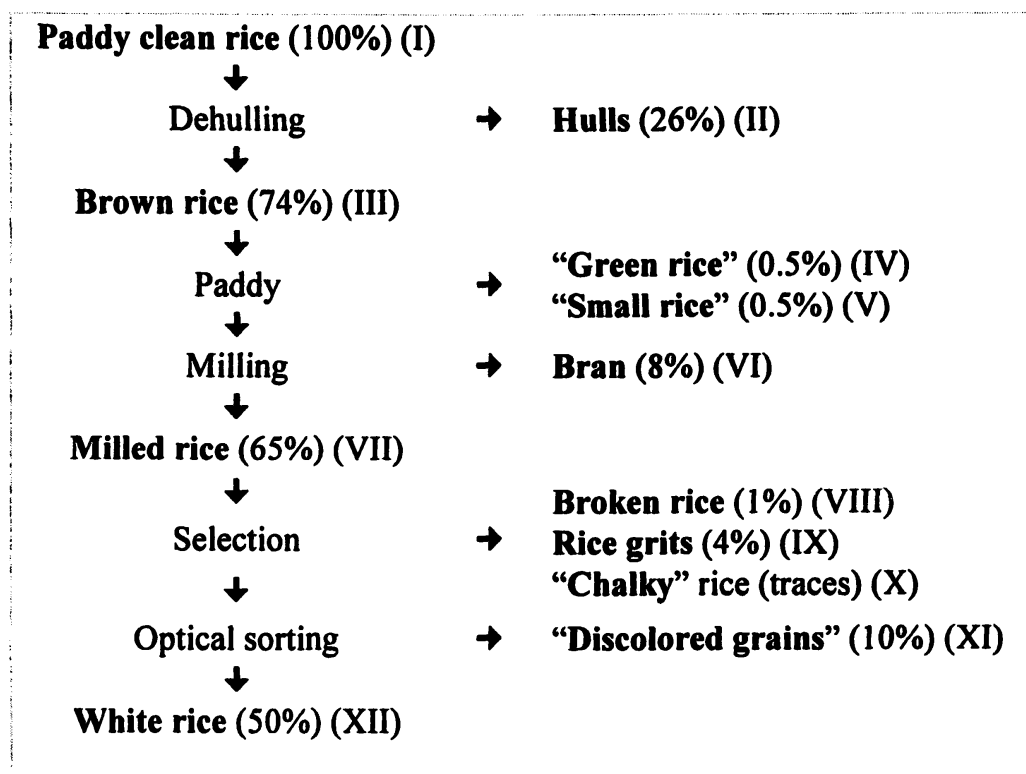 Paddy clean rice (100%) (I)
↓
Dehulling → Hulls (26%) (II)
↓
Brown rice (74%) (III)
↓
“Green rice” (0.5%) (IV)
Paddy →
“Small rice” (0.5%) (V)
↓
Milling → Bran (8%) (VI)
↓
Milled rice (65%) (VII)
↓
Broken rice (1%) (VIII)
Selection → Rice grits (4%) (IX)
↓
“Chalky” rice (traces) (X)
Optical sorting → “Discolored grains” (10%) (XI)
↓
White rice (50%) (XII)